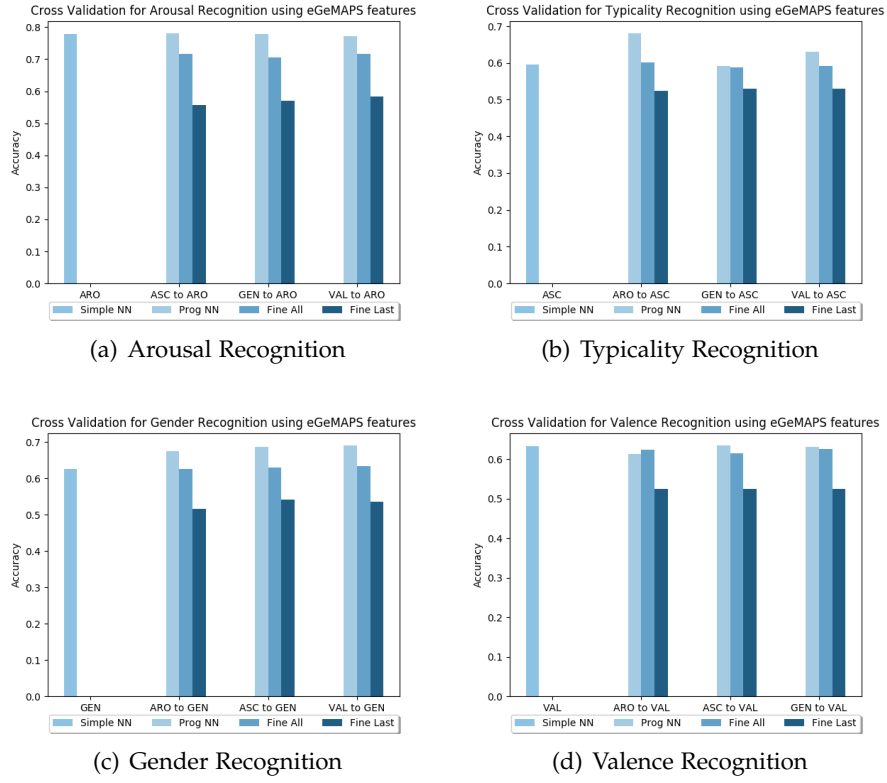 Cross Validation for Arousal Recognition using eGeMAPS features
Accuracy
0.8
0.7
0.6
0.5
0.4
0.3
0.2
0.1
0.0
ARO ASC to ARO GEN to ARO VAL to ARO
Simple NN Prog NN Fine All Fine Last
(a) Arousal Recognition
Cross Validation for Typicality Recognition using eGeMAPS features
Accuracy
0.7
0.6
0.5
0.4
0.3
0.2
0.1
0.0
ASC ARO to ASC GEN to ASC VAL to ASC
Simple NN Prog NN Fine All Fine Last
(b) Typicality Recognition
Cross Validation for Gender Recognition using eGeMAPS features
Accuracy
0.7
0.6
0.5
0.4
0.3
0.2
0.1
0.0
GEN ARO to GEN ASC to GEN VAL to GEN
Simple NN Prog NN Fine All Fine Last
(c) Gender Recognition
Cross Validation for Valence Recognition using eGeMAPS features
Accuracy
0.6
0.5
0.4
0.3
0.2
0.1
0.0
VAL ARO to VAL ASC to VAL GEN to VAL
Simple NN Prog NN Fine All Fine Last
(d) Valence Recognition